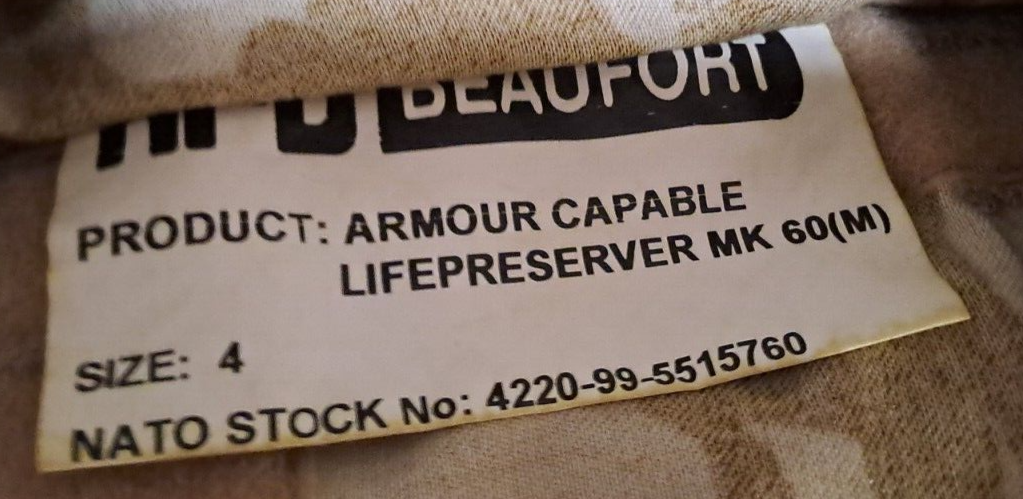 BEAUFORT
PRODUCT: ARMOUR CAPABLE
LIFEPRESERVER MK 60(M)
SIZE: 4
NATO STOCK No: 4220-99-5515760